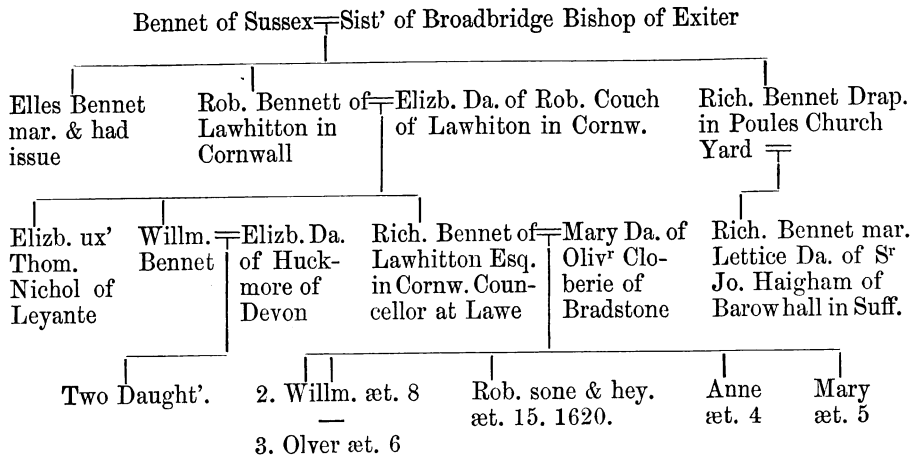 Bennet of Sussex Sist' of Broadbridge Bishop of Exiter
Elles Bennet
mar. & had
issue
Rob. Bennett of
Lawhitton in
Cornwall
Elizb. Da. of Rob. Couch
of Lawhiton in Cornw.
Rich. Bennet Drap.
in Poules Church
Yard
Elizb. ux'
Thom.
Nichol of
Leyante
Willm.
Bennet
Elizb. Da.
of Huck-
more of
Devon
Rich. Bennet of
Lawhitton Esq.
in Cornw. Coun-
cellor at Lawe
Mary Da. of
Olivʳ Clo-
berie of
Bradstone
Rich. Bennet mar.
Lettice Da. of Sʳ
Jo. Haigham of
Barowhall in Suff.
Two Daught'.
2. Willm. æt. 8
3. Olver æt. 6
Rob. sone & hey.
æt. 15. 1620.
Anne
æt. 4
Mary
æt. 5